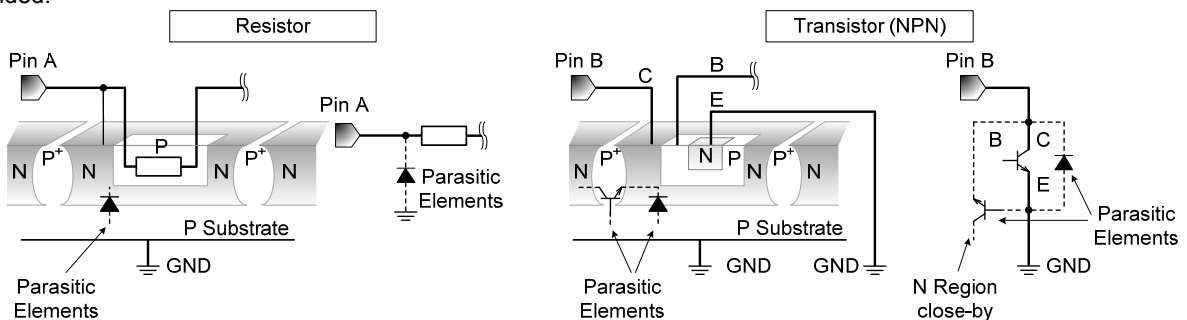 Resistor
Pin A
N
P+
N
P
N
P+
N
Parasitic
Elements
P Substrate
GND
Pin A
Parasitic
Elements
Transistor (NPN)
Pin B
C
B
E
N
P+
N
N
P
P+
N
P Substrate
GND
GND
Parasitic
Elements
Pin B
B
C
E
Parasitic
Elements
GND
N Region
close-by